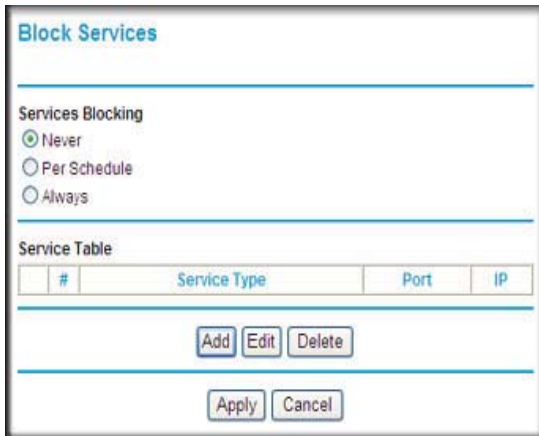 Block Services
Services Blocking
Never
Per Schedule
Always
Service Table
# Service Type Port IP
Add Edit Delete
Apply Cancel